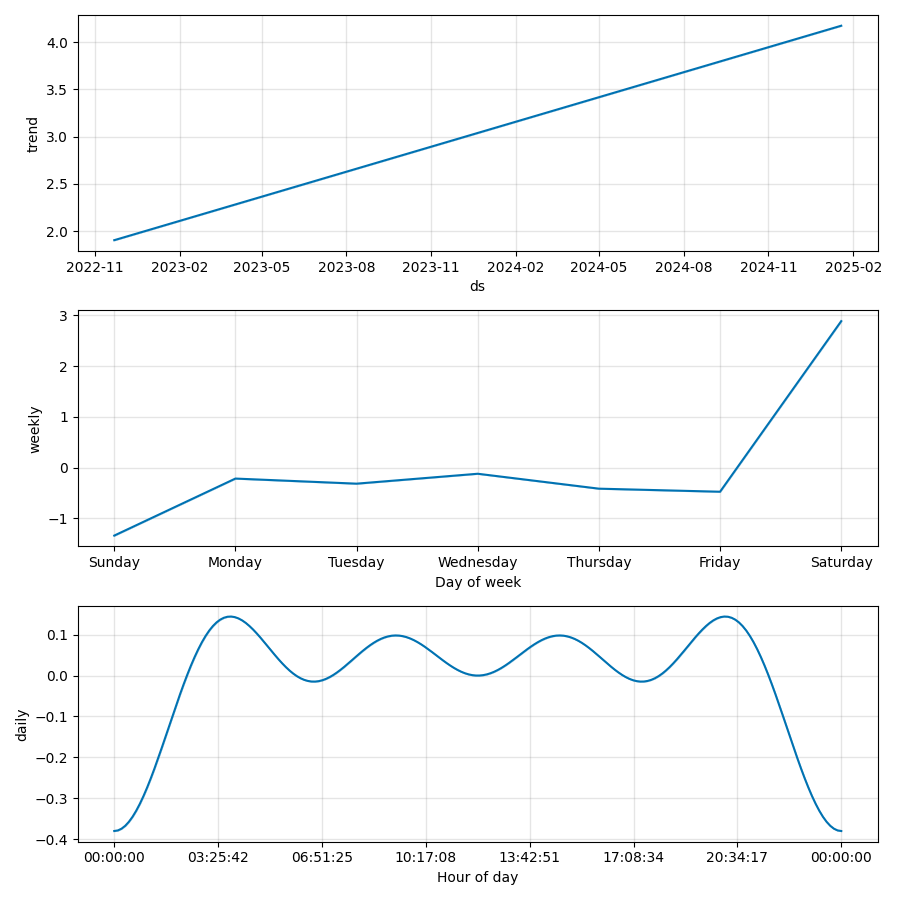 4.0
3.5
3.0
2.5
2.0
trend
2022-11 2023-02 2023-05 2023-08 2023-11 2024-02 2024-05 2024-08 2024-11 2025-02
ds
3
2
1
0
−1
weekly
Sunday Monday Tuesday Wednesday Thursday Friday Saturday
Day of week
0.1
0.0
−0.1
−0.2
−0.3
−0.4
daily
00:00:00 03:25:42 06:51:25 10:17:08 13:42:51 17:08:34 20:34:17 00:00:00
Hour of day